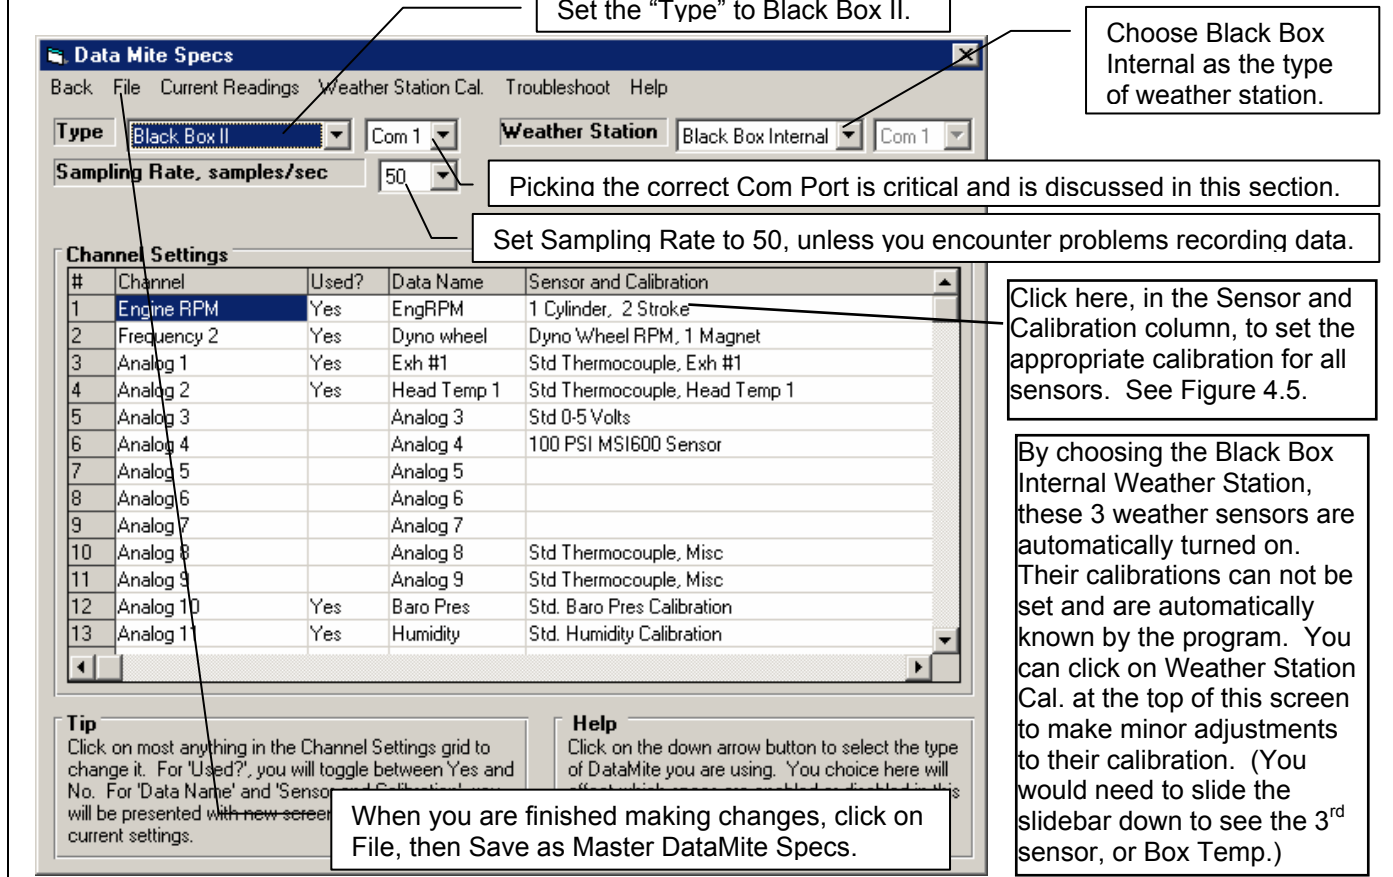 Set the “Type” to Black Box II.
Choose Black Box
Internal as the type
of weather station.
Data Mite Specs
Back File Current Readings Weather Station Cal. Troubleshoot Help
Type Black Box II Com 1 Weather Station Black Box Internal Com 1
Sampling Rate, samples/sec 50
Picking the correct Com Port is critical and is discussed in this section.
Set Sampling Rate to 50, unless you encounter problems recording data.
Channel Settings
# Channel Used? Data Name Sensor and Calibration
1 Engine RPM Yes EngRPM 1 Cylinder, 2 Stroke
2 Frequency 2 Yes Dyno wheel Dyno Wheel RPM, 1 Magnet
3 Analog 1 Yes Exh #1 Std Thermocouple, Exh #1
4 Analog 2 Yes Head Temp 1 Std Thermocouple, Head Temp 1
5 Analog 3 Analog 3 Std 0-5 Volts
6 Analog 4 Analog 4 100 PSI MSI600 Sensor
7 Analog 5 Analog 5
8 Analog 6 Analog 6
9 Analog 7 Analog 7
10 Analog 8 Analog 8 Std Thermocouple, Misc
11 Analog 9 Analog 9 Std Thermocouple, Misc
12 Analog 10 Yes Baro Pres Std. Baro Pres Calibration
13 Analog 11 Yes Humidity Std. Humidity Calibration
Click here, in the Sensor and
Calibration column, to set the
appropriate calibration for all
sensors. See Figure 4.5.
By choosing the Black Box
Internal Weather Station,
these 3 weather sensors are
automatically turned on.
Their calibrations can not be
set and are automatically
known by the program. You
can click on Weather Station
Cal. at the top of this screen
to make minor adjustments
to their calibration. (You
would need to slide the
slidebar down to see the 3rd
sensor, or Box Temp.)
Tip
Click on most anything in the Channel Settings grid to
change it. For 'Used?', you will toggle between Yes and
No. For 'Data Name' and 'Sensor and
will be presented with new screen
current settings.
Help
Click on the down arrow button to select the type
of DataMite you are using. You choice here will
When you are finished making changes, click on
File, then Save as Master DataMite Specs.